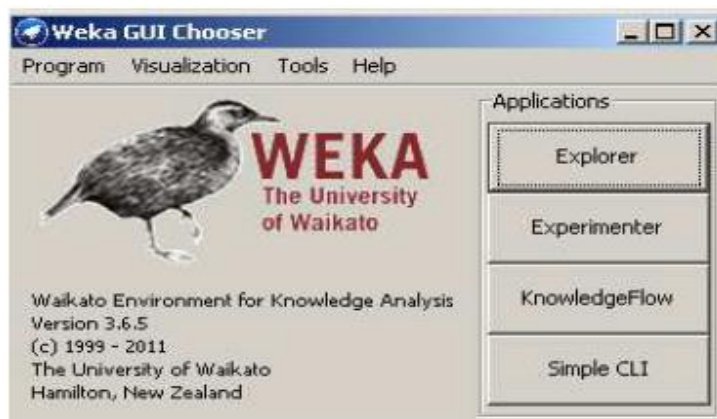 Weka GUI Chooser
Program Visualization Tools Help
WEKA
The University
of Waikato
Waikato Environment for Knowledge Analysis
Version 3.6.5
(c) 1999 - 2011
The University of Waikato
Hamilton, New Zealand
Applications
Explorer
Experimenter
KnowledgeFlow
Simple CLI